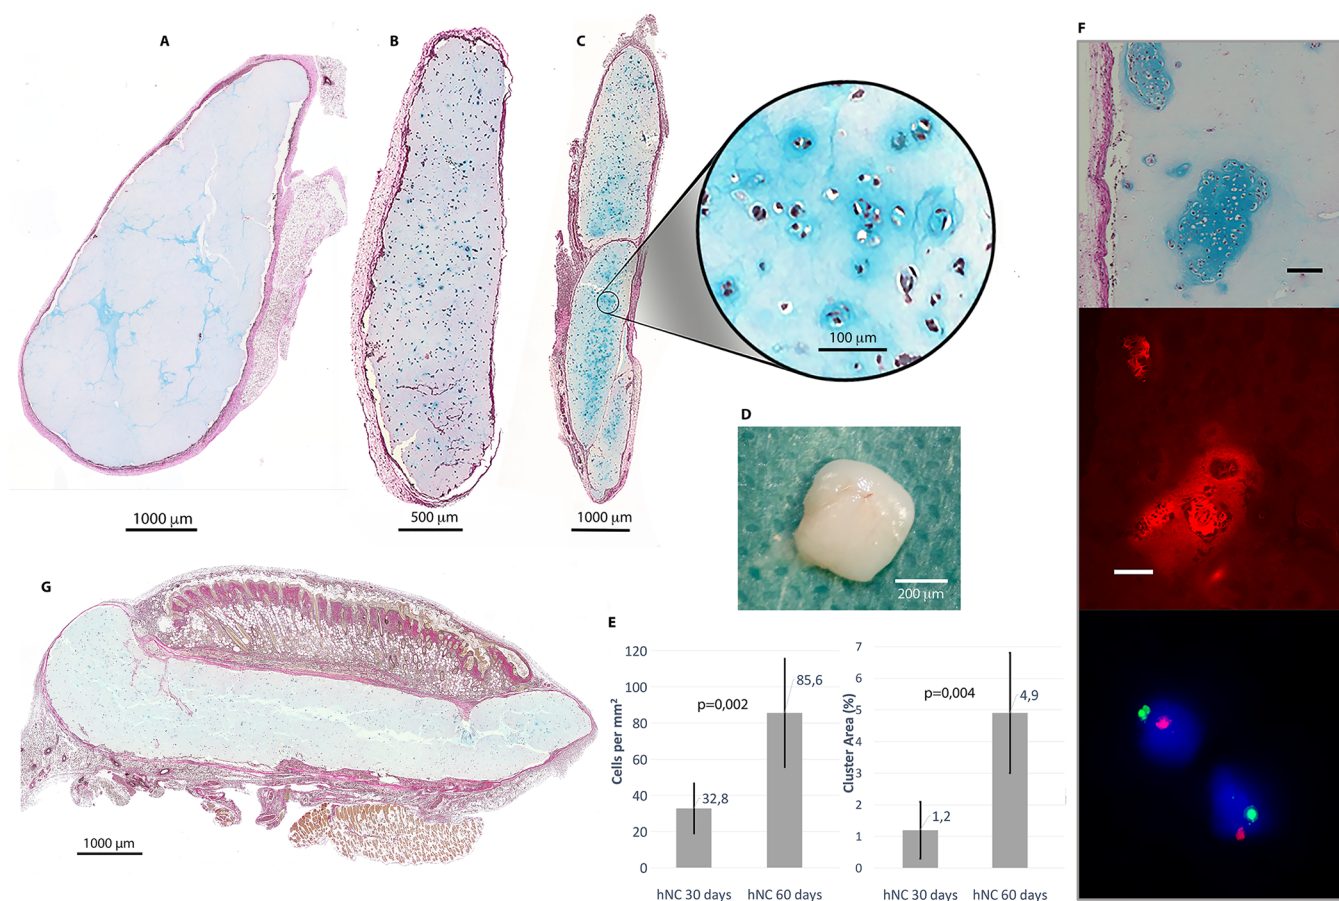 A
B
C
F
100 µm
1000 µm
500 µm
1000 µm
D
200 µm
G
1000 µm
E
Cells per mm²
120
100
80
60
40
20
0
p=0,002
32,8
85,6
hNC 30 days
hNC 60 days
Cluster Area (%)
7
6
5
4
3
2
1
0
p=0,004
1,2
4,9
hNC 30 days
hNC 60 days